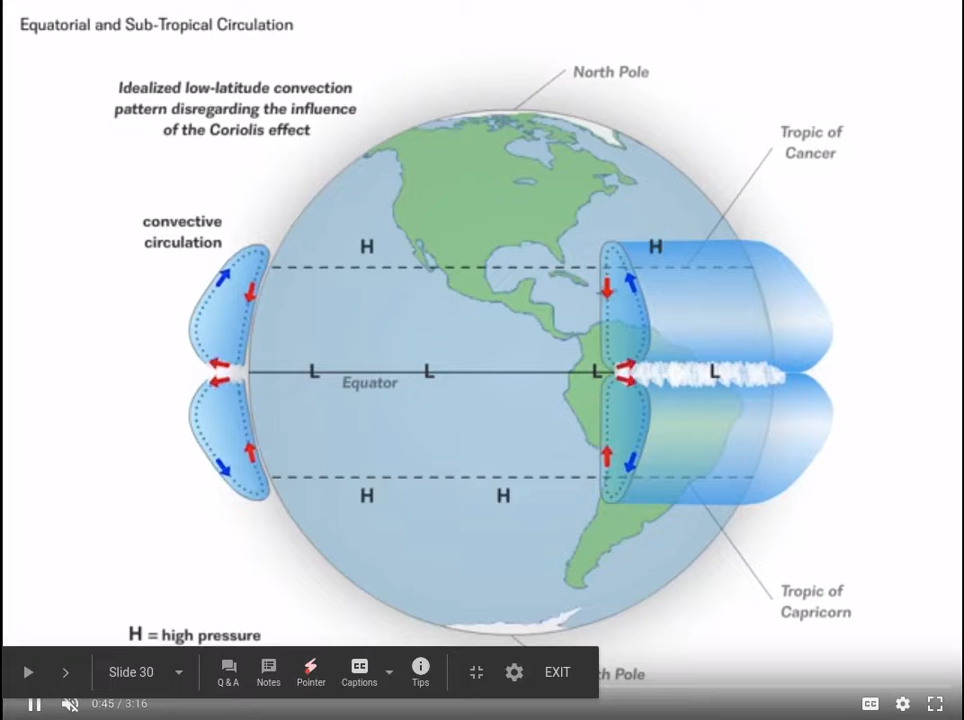 Equatorial and Sub-Tropical Circulation
North Pole
Idealized low-latitude convection
pattern disregarding the influence
of the Coriolis effect
Tropic of
Cancer
convective
circulation
H
H
L
L
L
L
Equator
H
H
Tropic of
Capricorn
H = high pressure
th Pole
Slide 30
Q & A
Notes
Pointer
CC
Captions
Tips
EXIT
0:45 / 3:16
CC